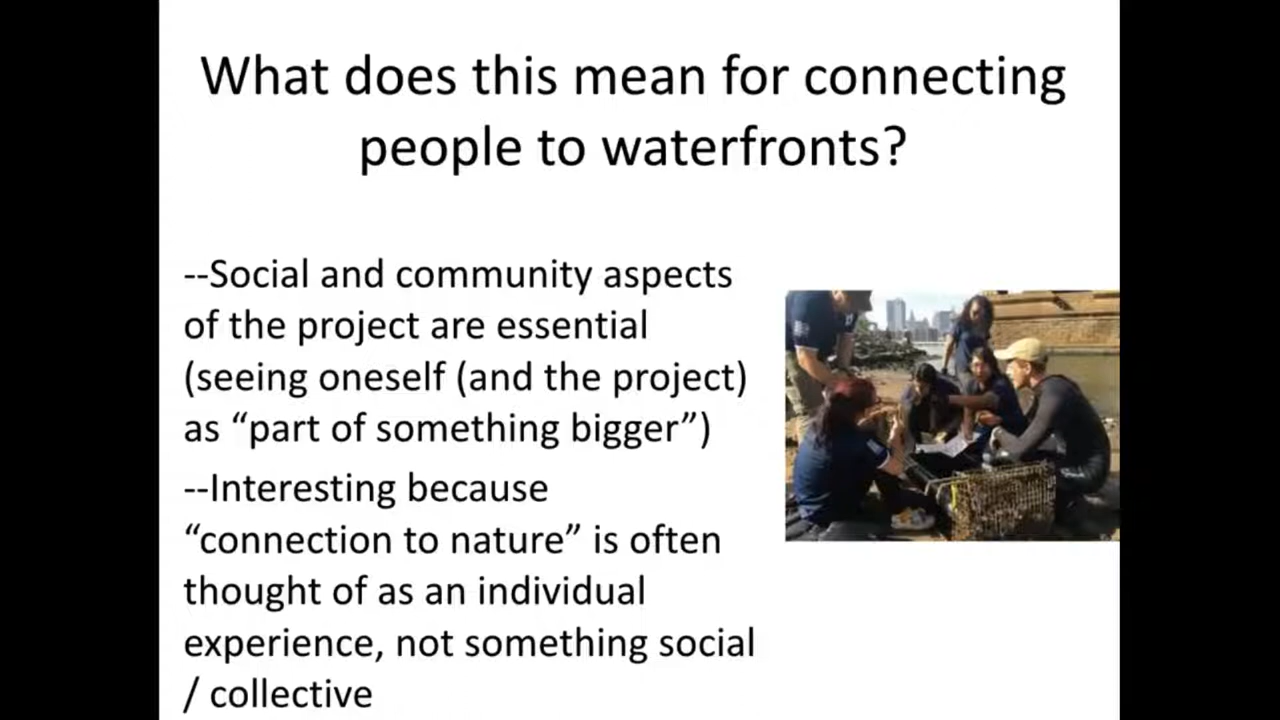 What does this mean for connecting
people to waterfronts?
--Social and community aspects
of the project are essential
(seeing oneself (and the project)
as “part of something bigger”)
--Interesting because
“connection to nature” is often
thought of as an individual
experience, not something social
/ collective